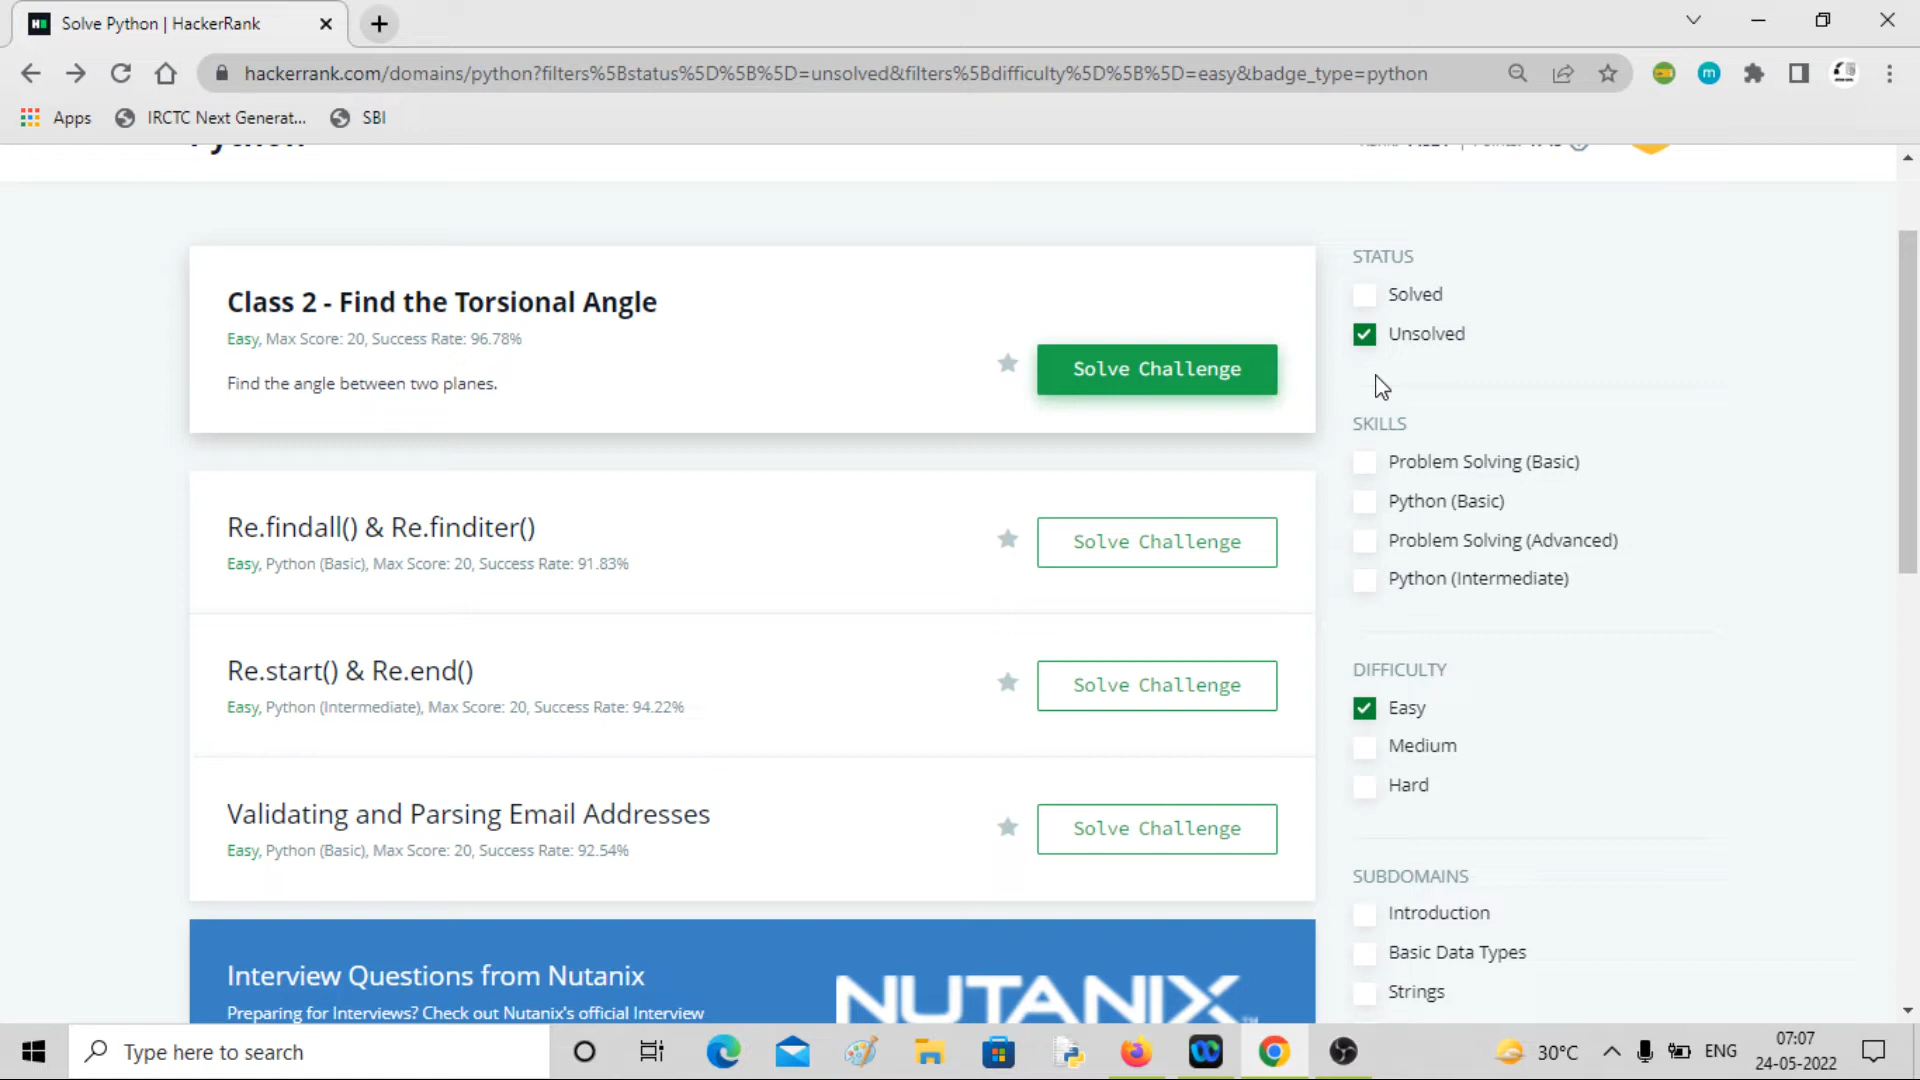 Solve Python | HackerRank
hackerrank.com/domains/python?filters%5Bstatus%5D%5B%5D=unsolved&filters%5Bdifficulty%5D%5B%5D=easy&badge_type=python
m
Apps IRCTC Next Generat... SBI
Python
Class 2 - Find the Torsional Angle
Easy, Max Score: 20, Success Rate: 96.78%
Find the angle between two planes.
Solve Challenge
Re.findall() & Re.finditer()
Easy, Python (Basic), Max Score: 20, Success Rate: 91.83%
Solve Challenge
Re.start() & Re.end()
Easy, Python (Intermediate), Max Score: 20, Success Rate: 94.22%
Solve Challenge
Validating and Parsing Email Addresses
Easy, Python (Basic), Max Score: 20, Success Rate: 92.54%
Solve Challenge
Interview Questions from Nutanix
Preparing for Interviews? Check out Nutanix's official Interview
NUTANIX
TM
STATUS
Solved
Unsolved
SKILLS
Problem Solving (Basic)
Python (Basic)
Problem Solving (Advanced)
Python (Intermediate)
DIFFICULTY
Easy
Medium
Hard
SUBDOMAINS
Introduction
Basic Data Types
Strings
Type here to search
30°C
ENG
07:07
24-05-2022